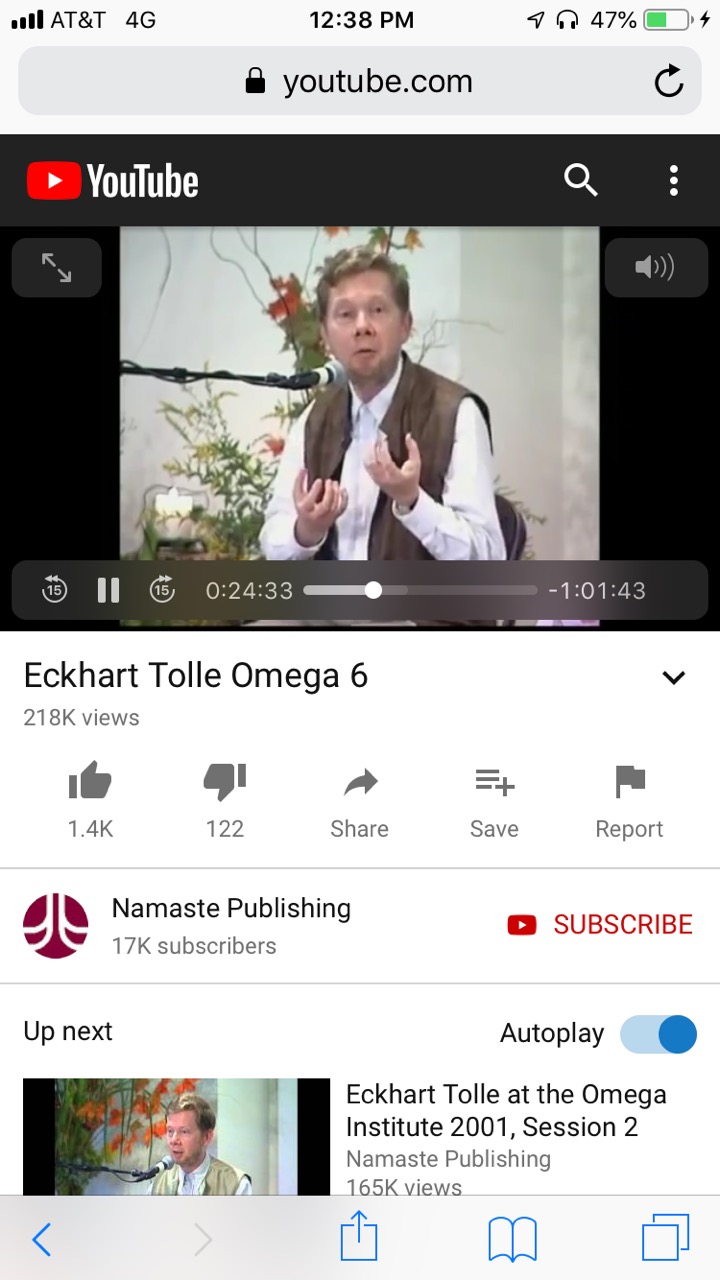 AT&T 4G 12:38 PM 47%
youtube.com
YouTube
15 15 0:24:33 -1:01:43
Eckhart Tolle Omega 6
218K views
1.4K 122 Share Save Report
Namaste Publishing
17K subscribers
SUBSCRIBE
Up next Autoplay
Eckhart Tolle at the Omega
Institute 2001, Session 2
Namaste Publishing
165K views